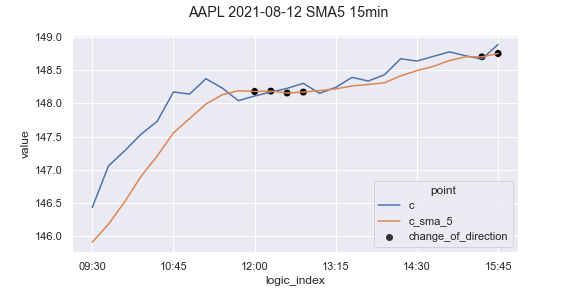 AAPL 2021-08-12 SMA5 15min
149.0
148.5
148.0
147.5
147.0
146.5
146.0
value
09:30 10:45 12:00 13:15 14:30 15:45
logic_index
point
c
c_sma_5
change_of_direction